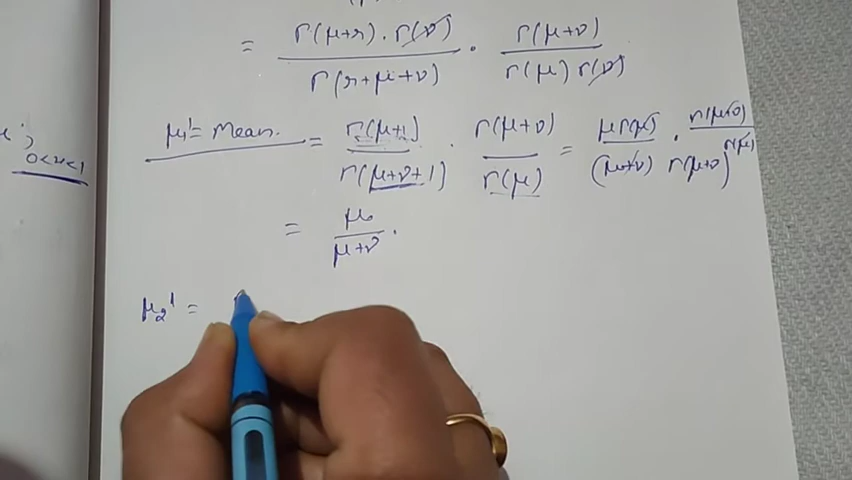 = Γ(μ+r) . Γ(ν) / Γ(r+μ+ν) . Γ(μ+ν) / Γ(μ) Γ(ν)
0<x<1
μ₁' = Mean. = Γ(μ+1) / Γ(μ+ν+1) . Γ(μ+ν) / Γ(μ) = μΓ(μ) / (μ+ν) Γ(μ+ν) . Γ(μ+ν) / Γ(μ)
= μ / μ+ν .
μ₂' =